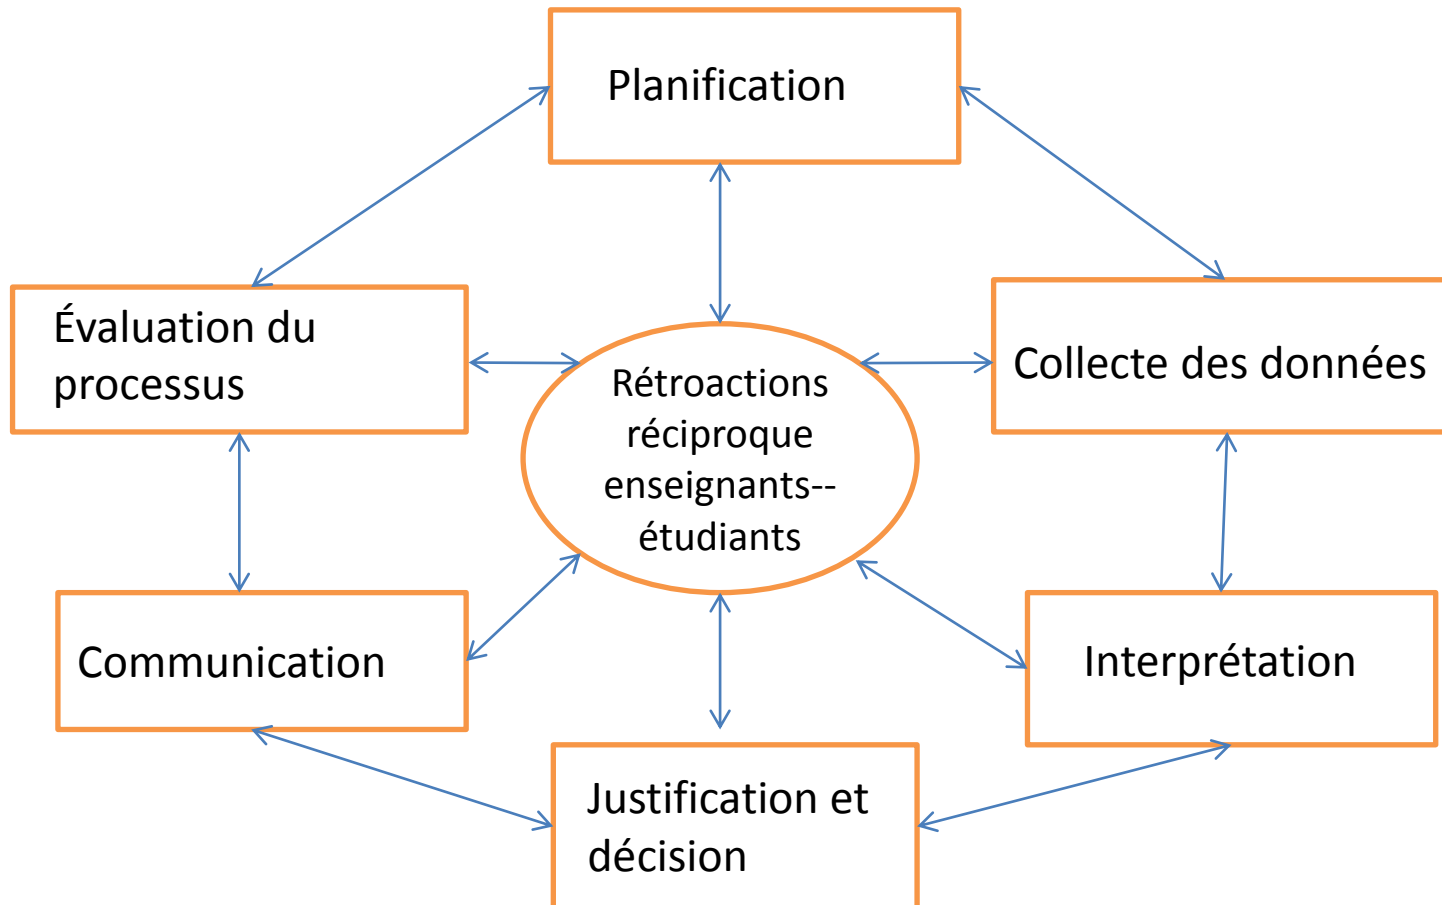 Planification
Évaluation du
processus
Collecte des données
Rétroactions
réciproque
enseignants--
étudiants
Communication
Interprétation
Justification et
décision